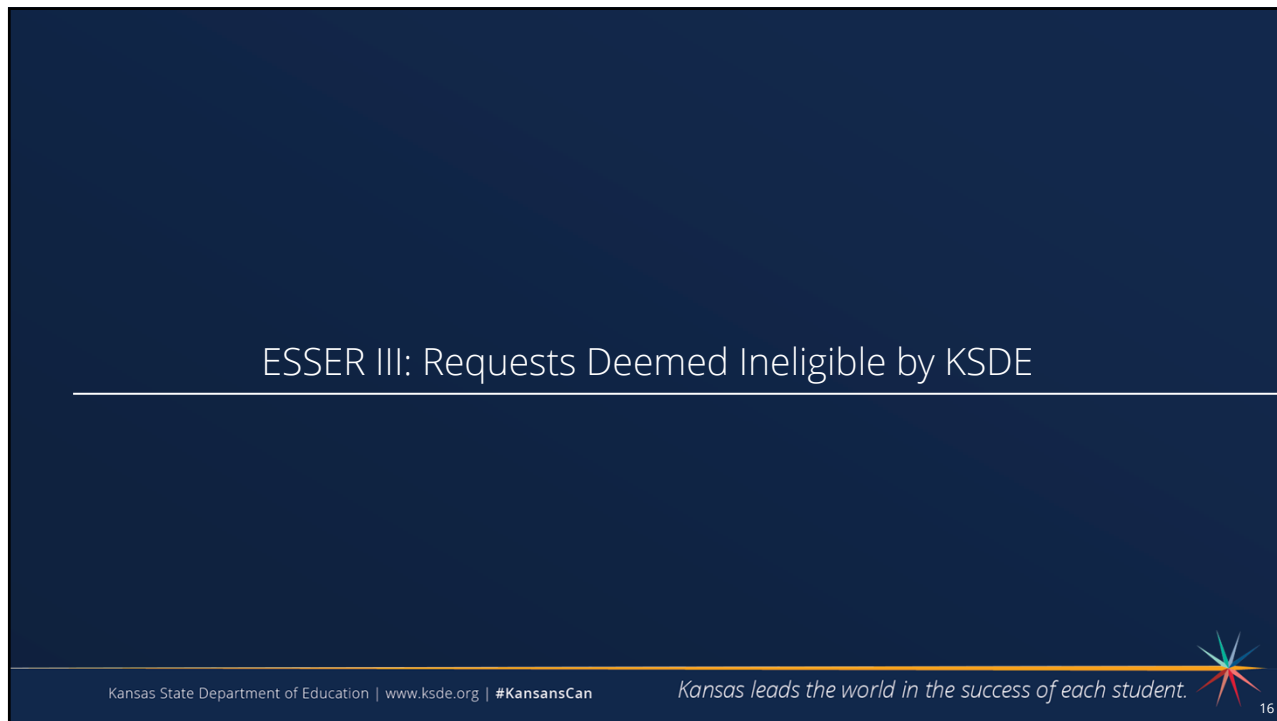 ESSER III: Requests Deemed Ineligible by KSDE
Kansas State Department of Education | www.ksde.org | #KansansCan
Kansas leads the world in the success of each student.
16